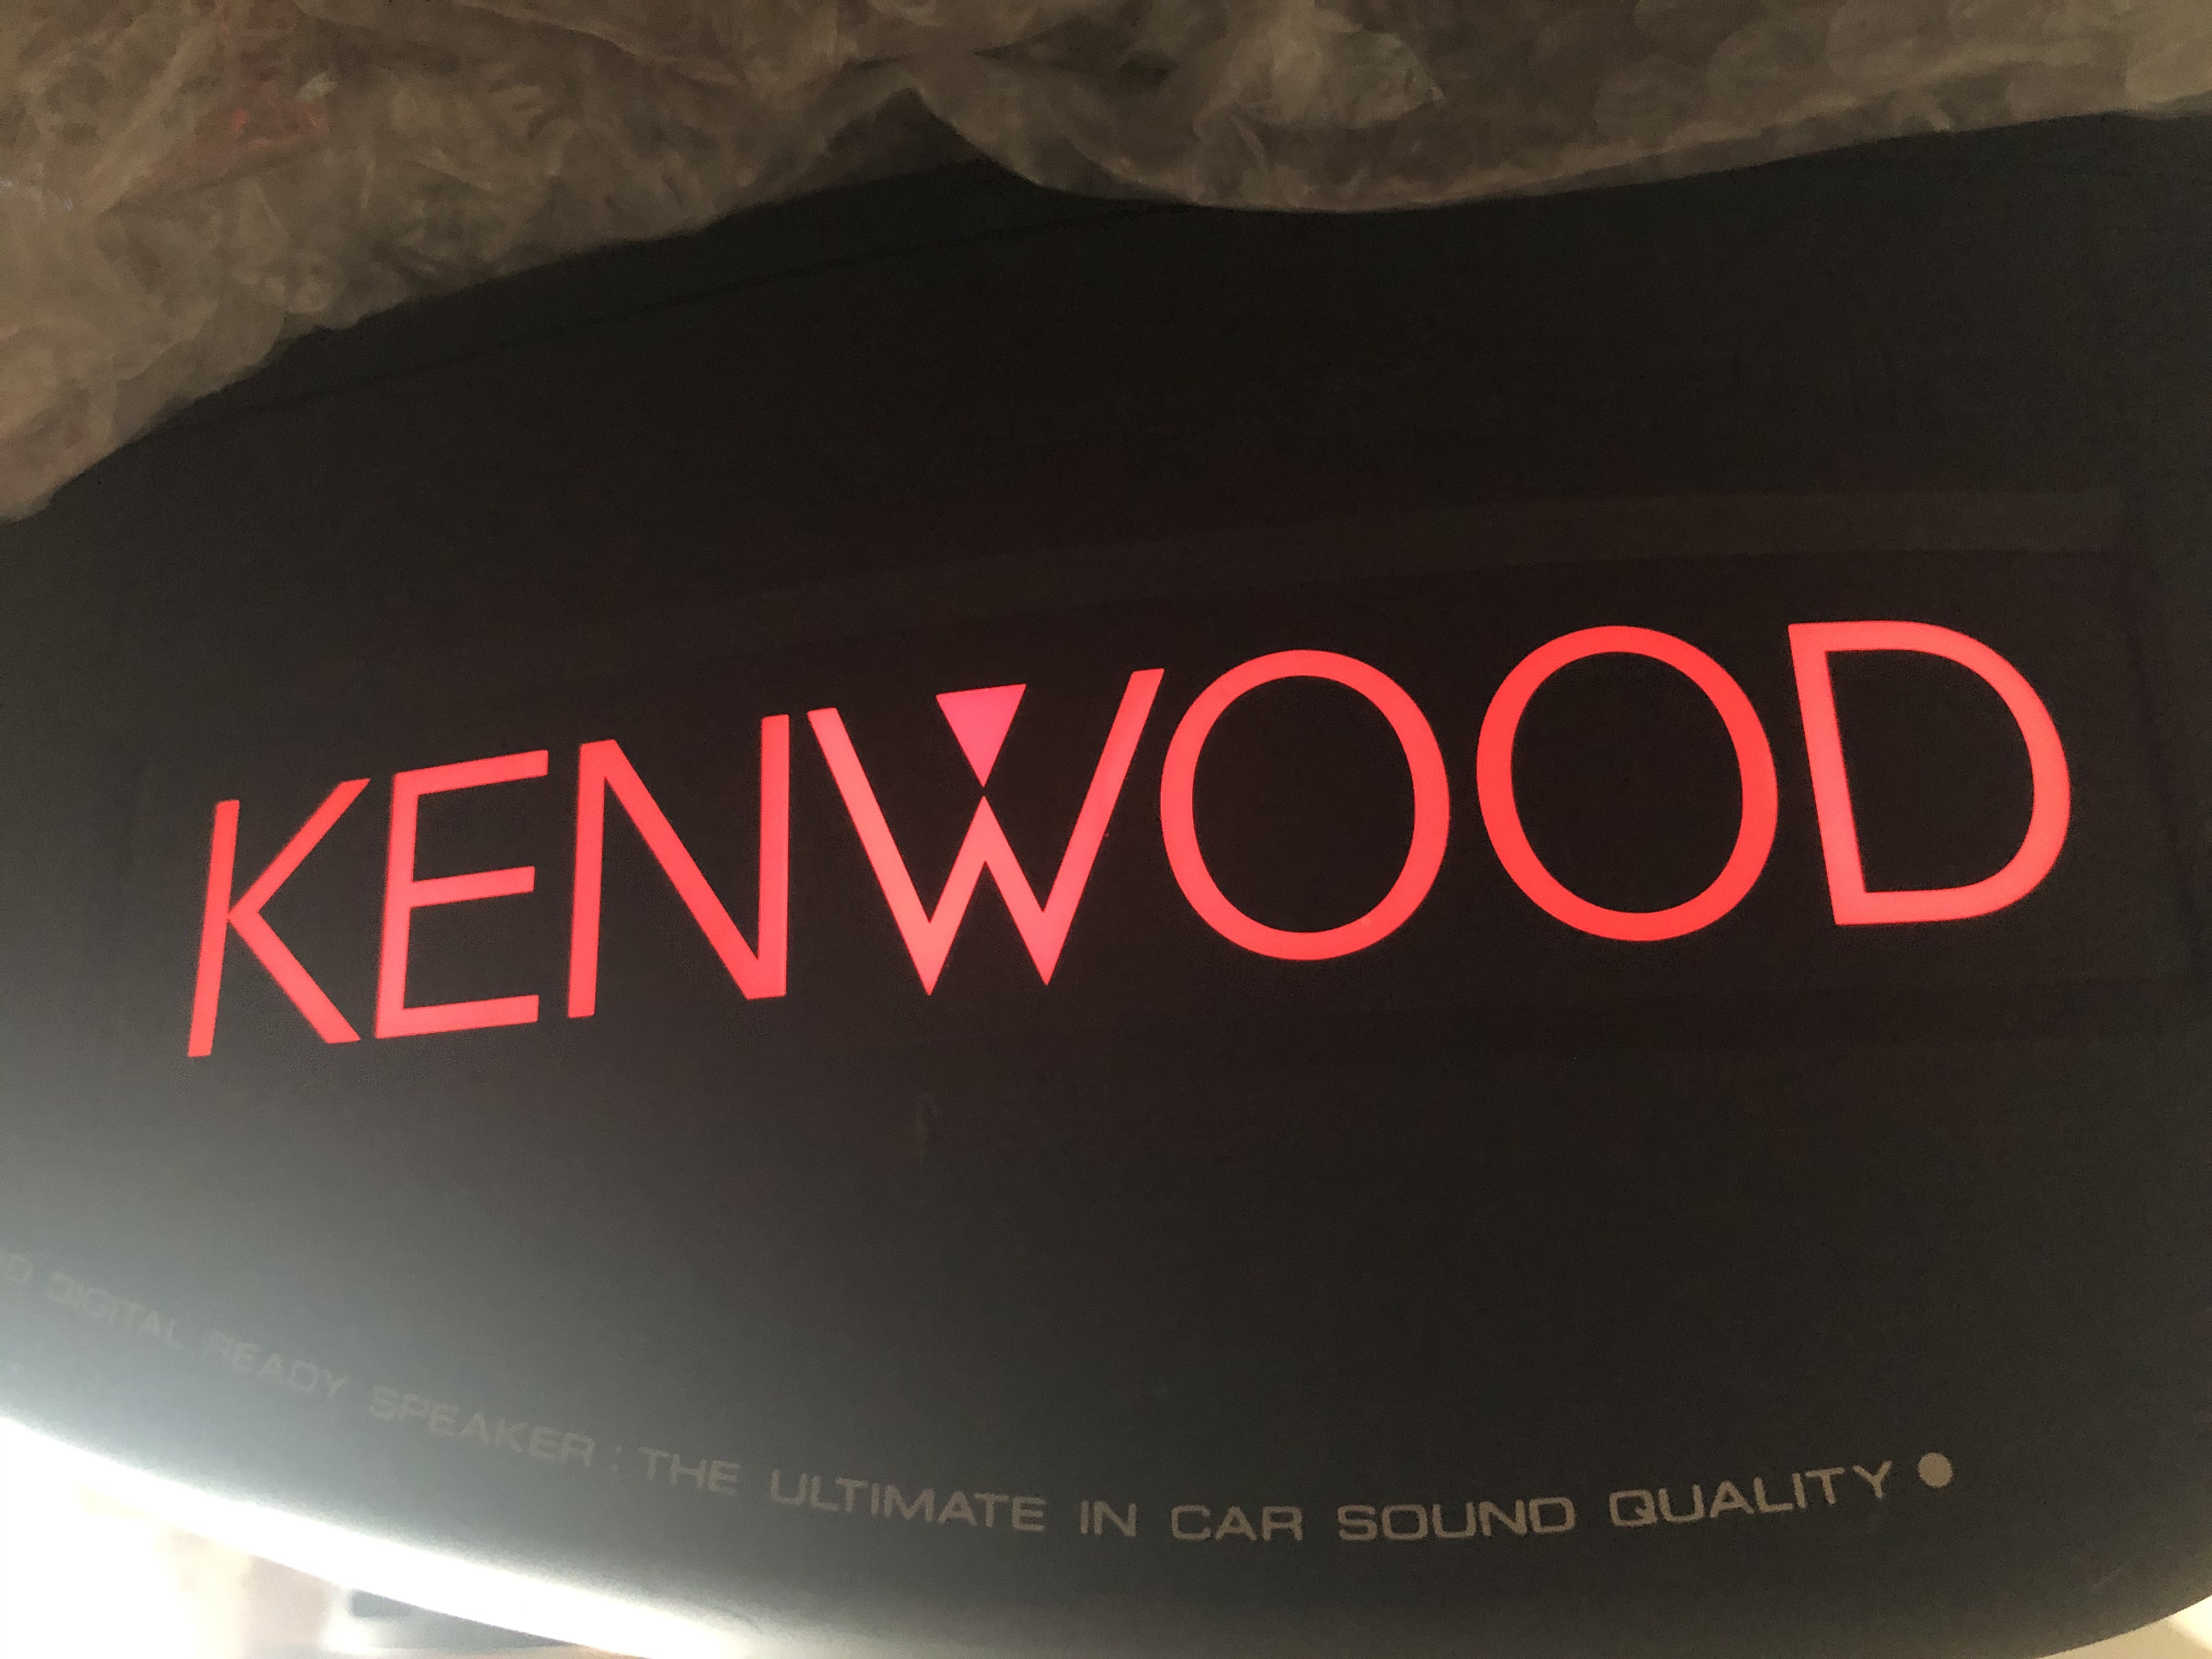 KENWOOD
DIGITAL READY SPEAKER : THE ULTIMATE IN CAR SOUND QUALITY ●